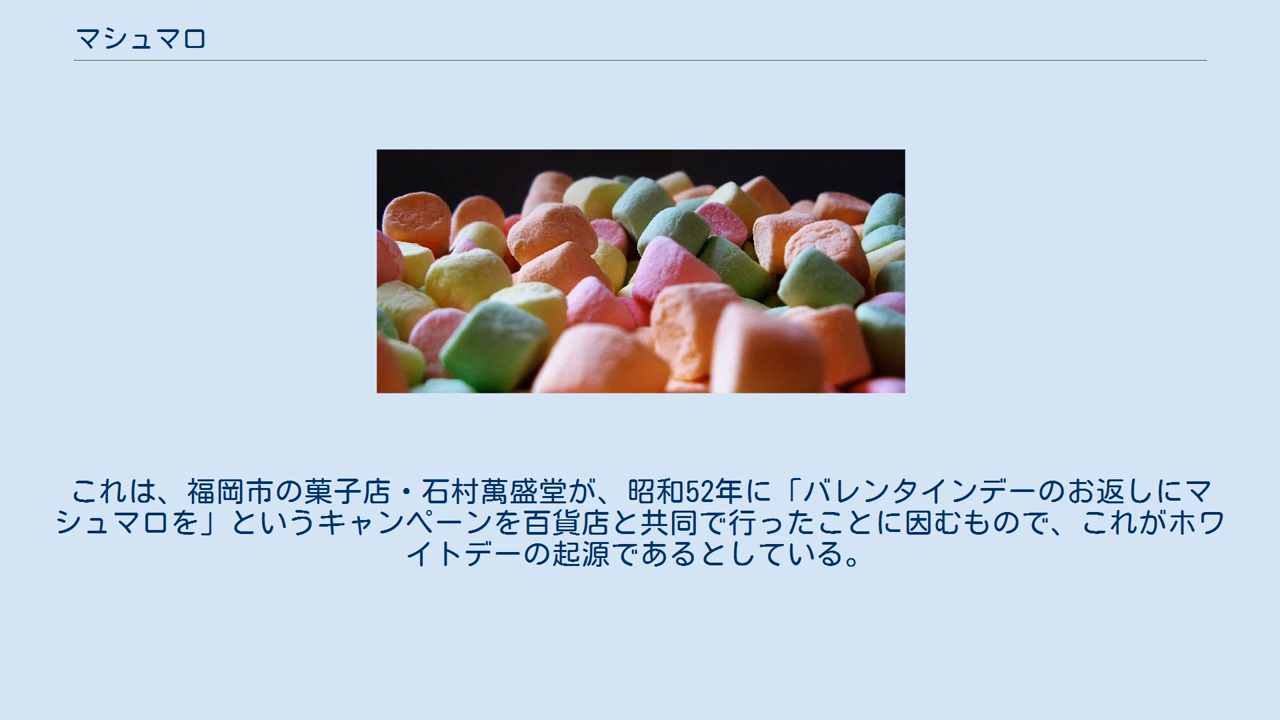 マシュマロ
これは、福岡市の菓子店・石村萬盛堂が、昭和52年に「バレンタインデーのお返しにマ
シュマロを」というキャンペーンを百貨店と共同で行ったことに因むもので、これがホワ
イトデーの起源であるとしている。